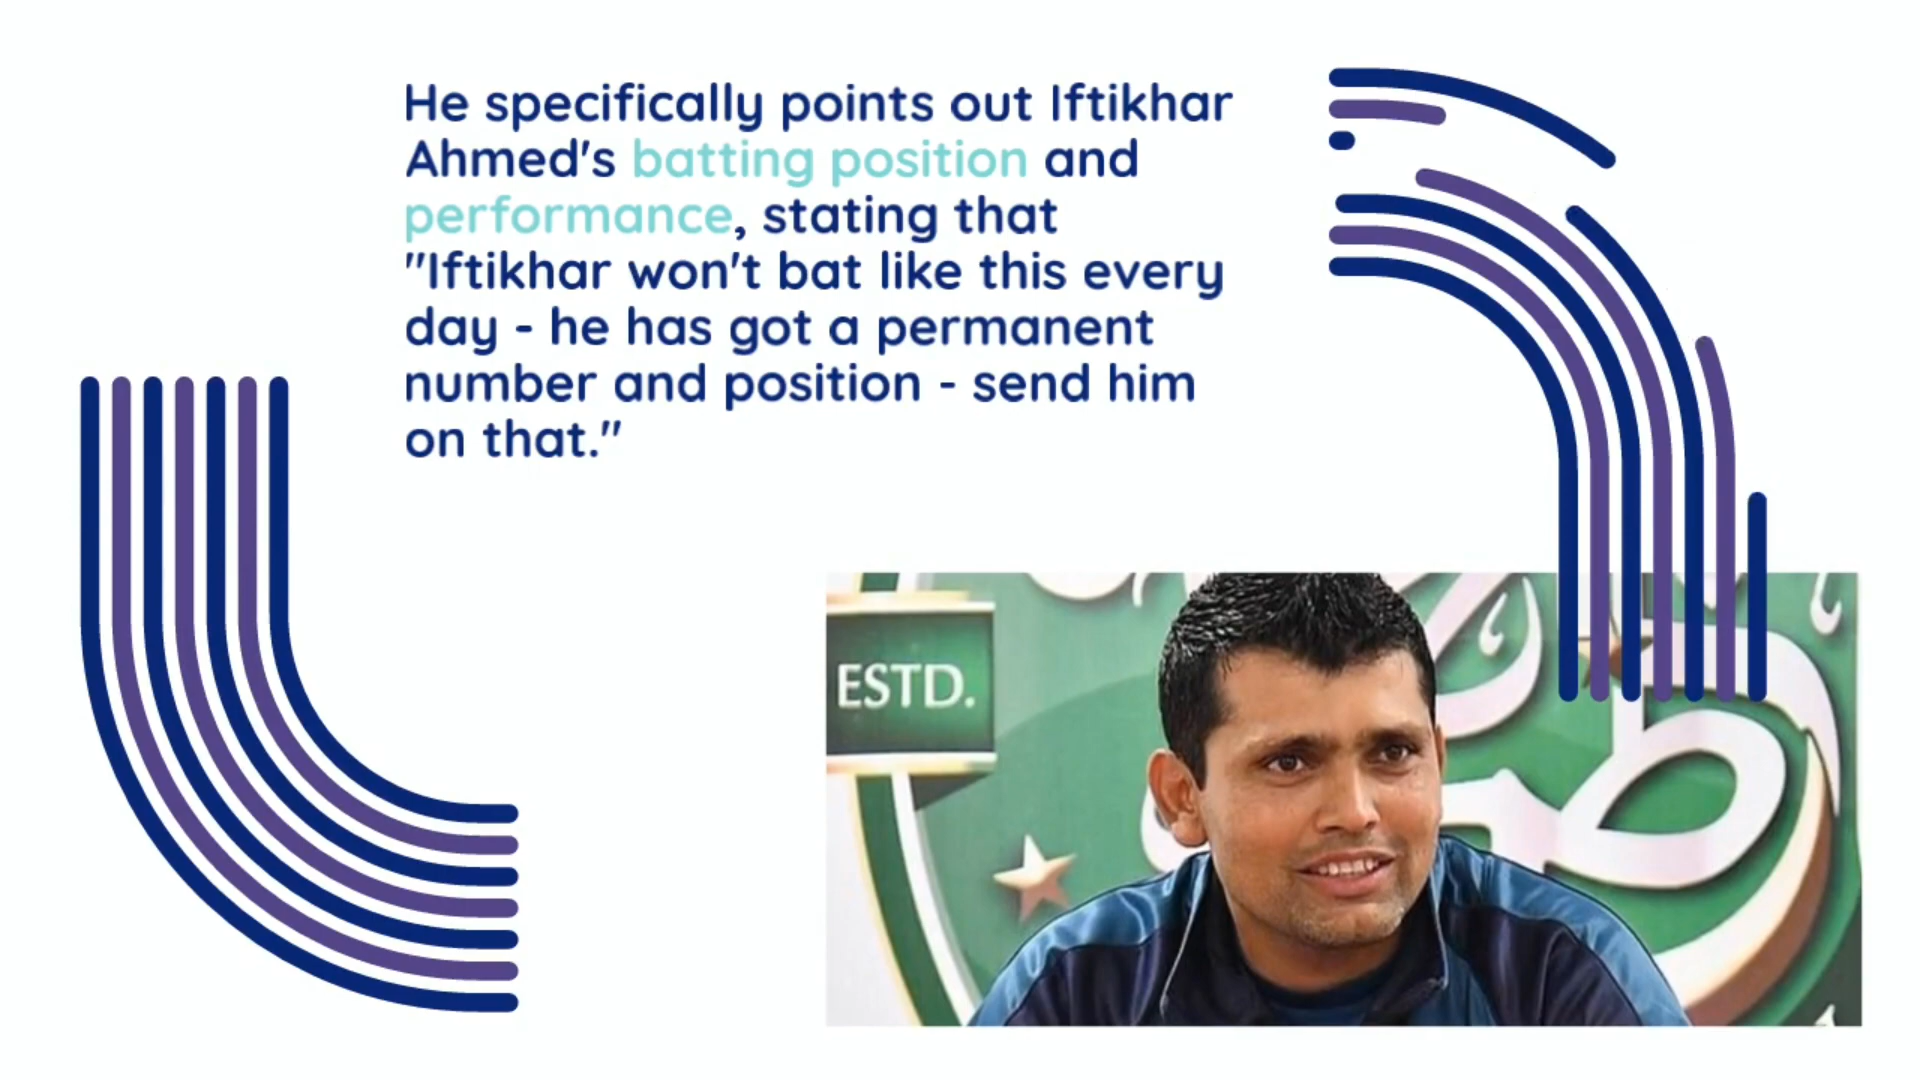 He specifically points out Iftikhar
Ahmed's batting position and
performance, stating that
"Iftikhar won't bat like this every
day - he has got a permanent
number and position - send him
on that."
ESTD.